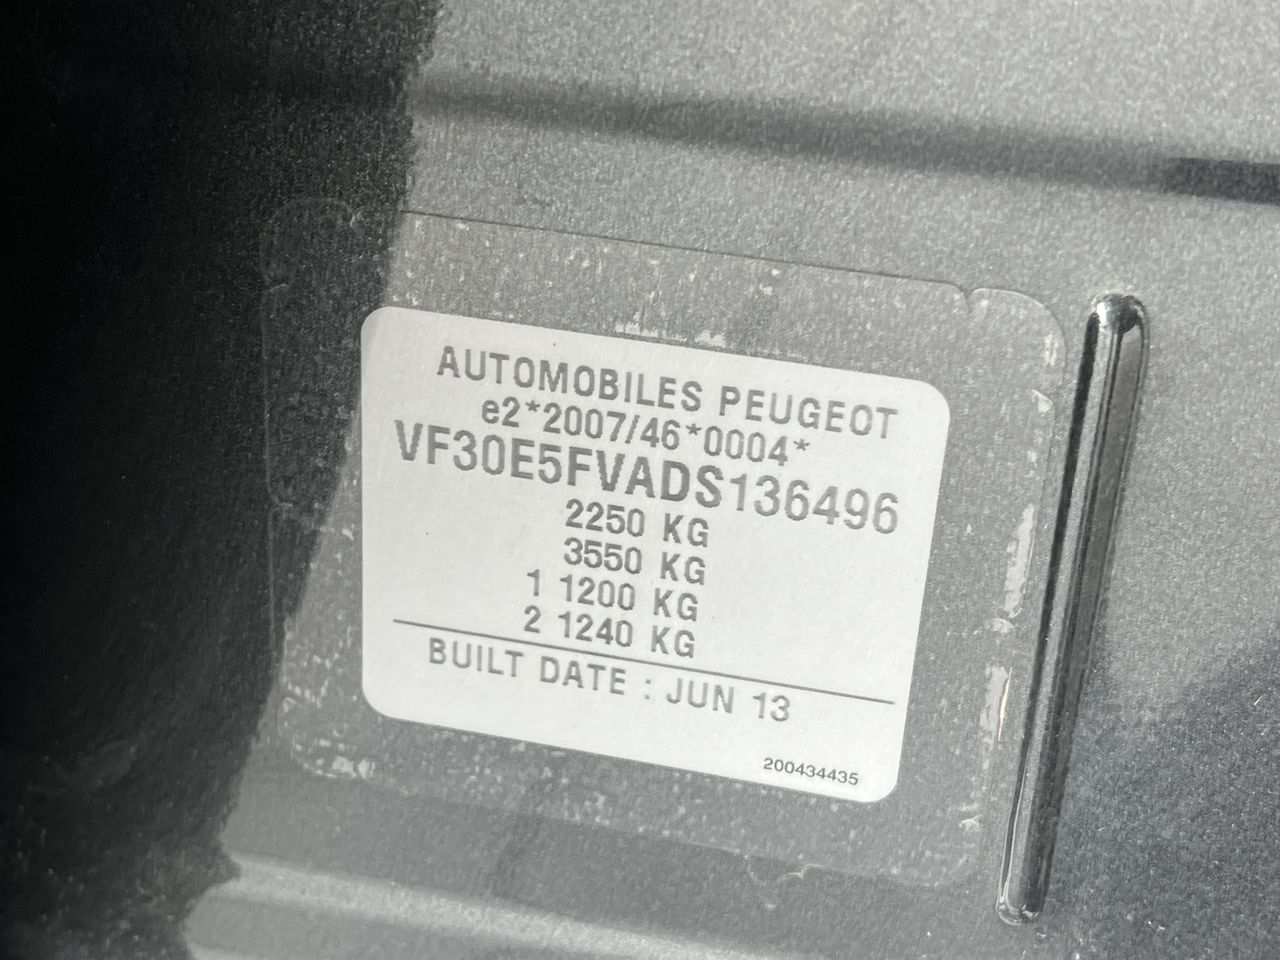 AUTOMOBILES PEUGEOT
e2*2007/46*0004*
VF30E5FVADS136496
2250 KG
3550 KG
1 1200 KG
2 1240 KG
BUILT DATE : JUN 13
200434435